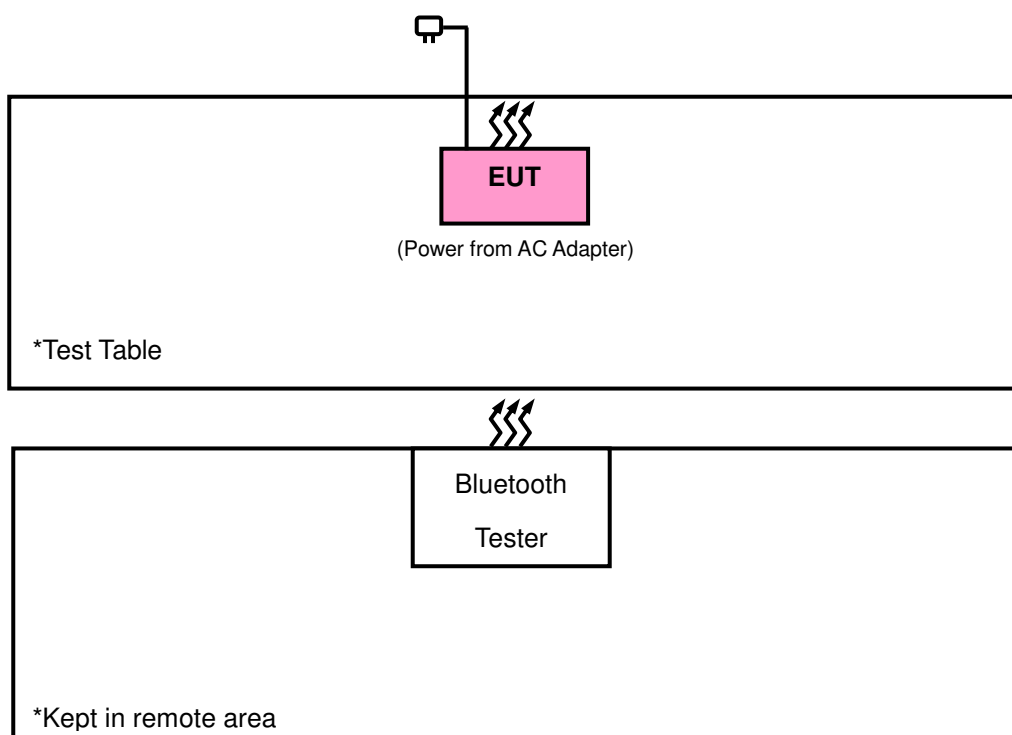 EUT
(Power from AC Adapter)
*Test Table
Bluetooth
Tester
*Kept in remote area